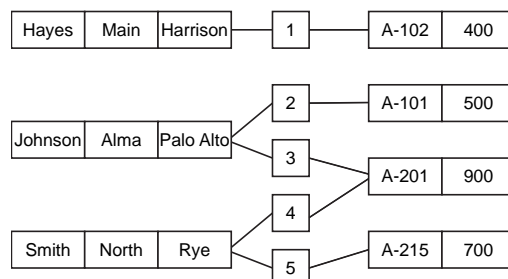 Hayes Main Harrison 1 A-102 400
2 A-101 500
Johnson Alma Palo Alto 3
A-201 900
4
Smith North Rye A-215 700
5